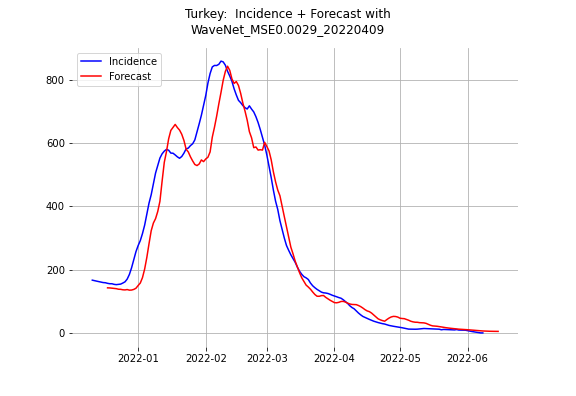 Turkey:  Incidence + Forecast with
WaveNet_MSE0.0029_20220409
Incidence
Forecast
800
600
400
200
0
2022-01
2022-02
2022-03
2022-04
2022-05
2022-06